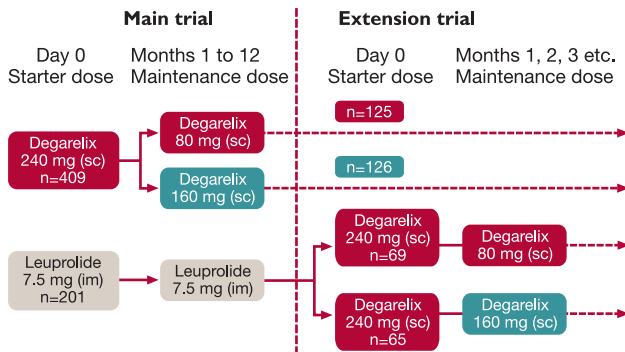 Main trial
Extension trial
Day 0
Starter dose
Months 1 to 12
Maintenance dose
Day 0
Starter dose
Months 1, 2, 3 etc.
Maintenance dose
Degarelix
240 mg (sc)
n=409
Degarelix
80 mg (sc)
n=125
Degarelix
160 mg (sc)
n=126
Leuprolide
7.5 mg (im)
n=201
Leuprolide
7.5 mg (im)
Degarelix
240 mg (sc)
n=69
Degarelix
80 mg (sc)
Degarelix
240 mg (sc)
n=65
Degarelix
160 mg (sc)